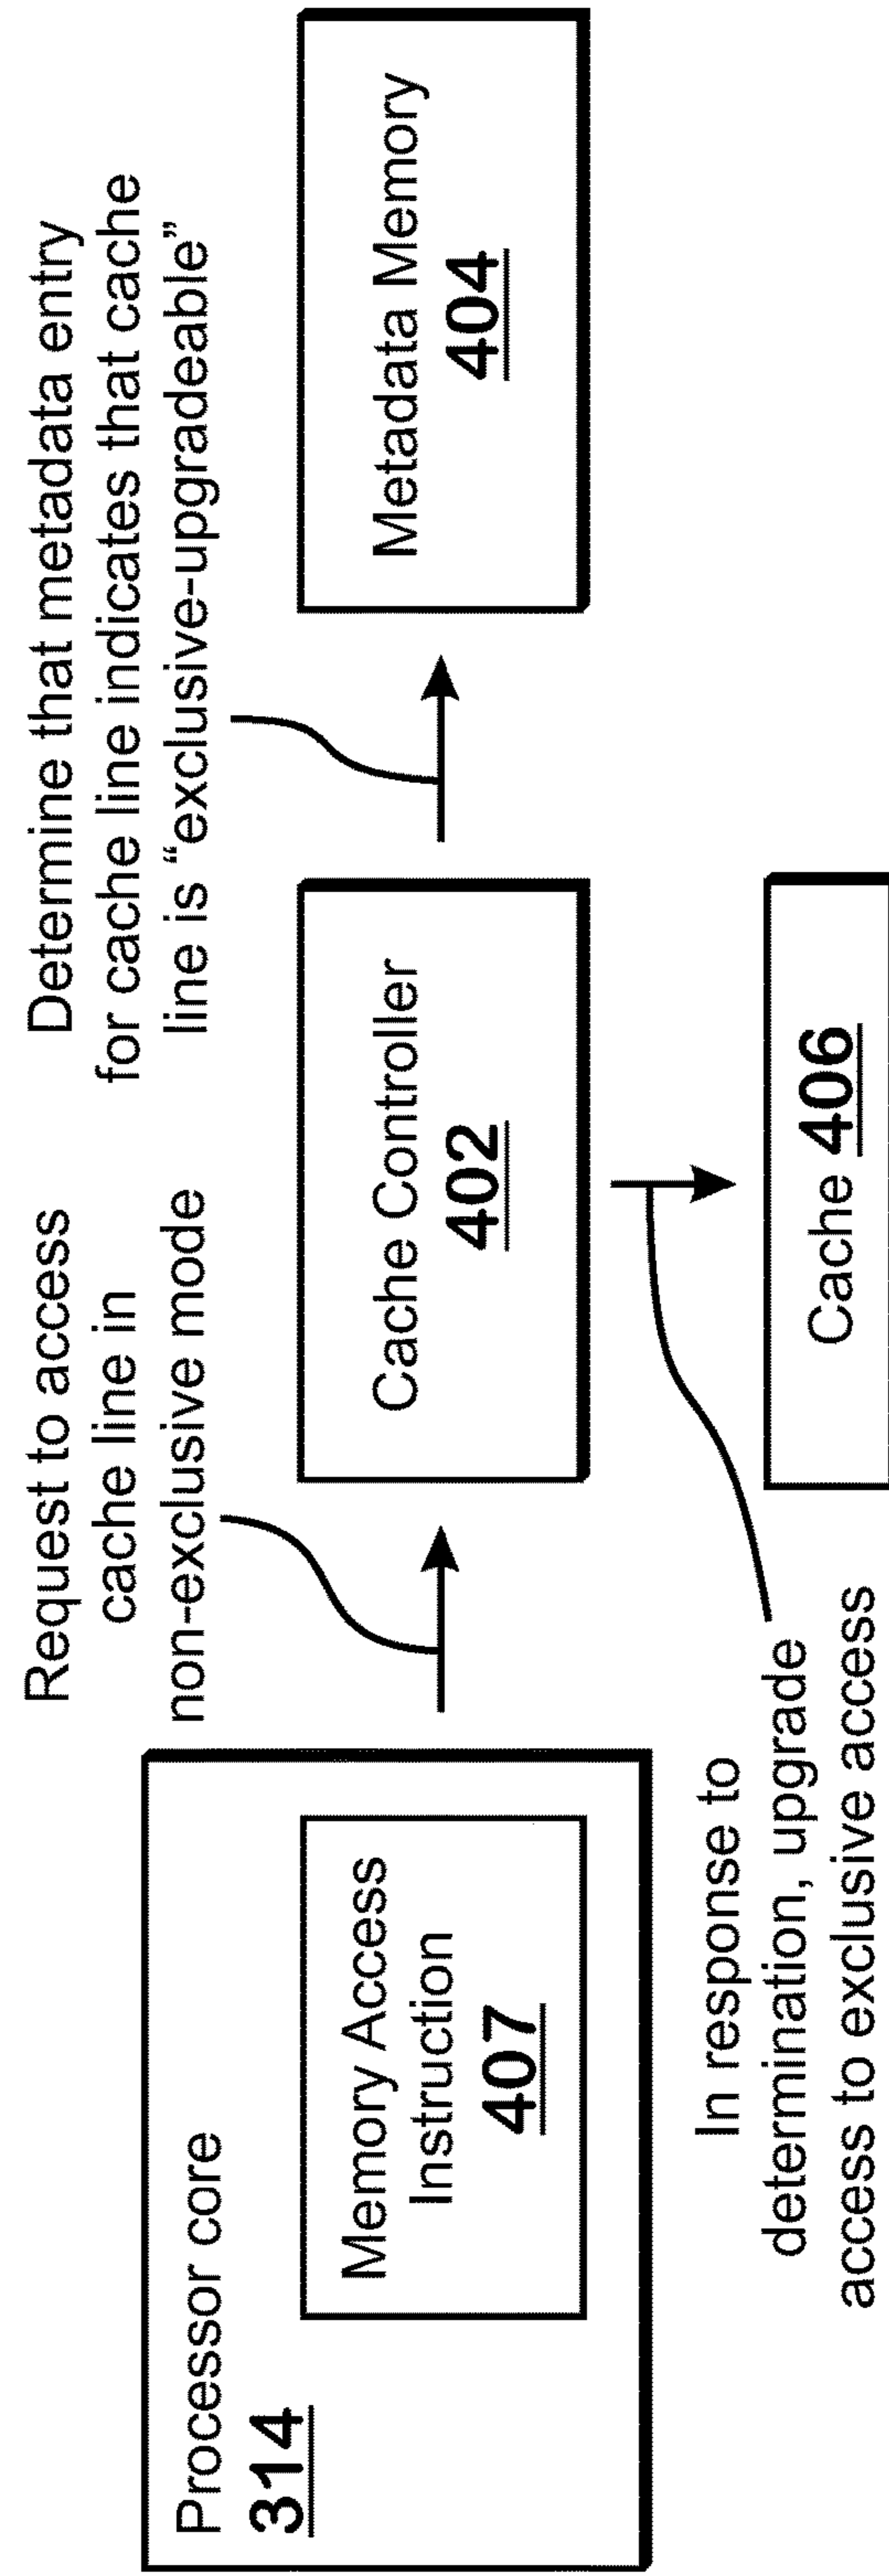 Request to access
cache line in
non-exclusive mode
Determine that metadata entry
for cache line indicates that cache
line is “exclusive-upgradeable”
Processor core
314
Memory Access
Instruction
407
Cache Controller
402
Metadata Memory
404
In response to
determination, upgrade
access to exclusive access
Cache 406